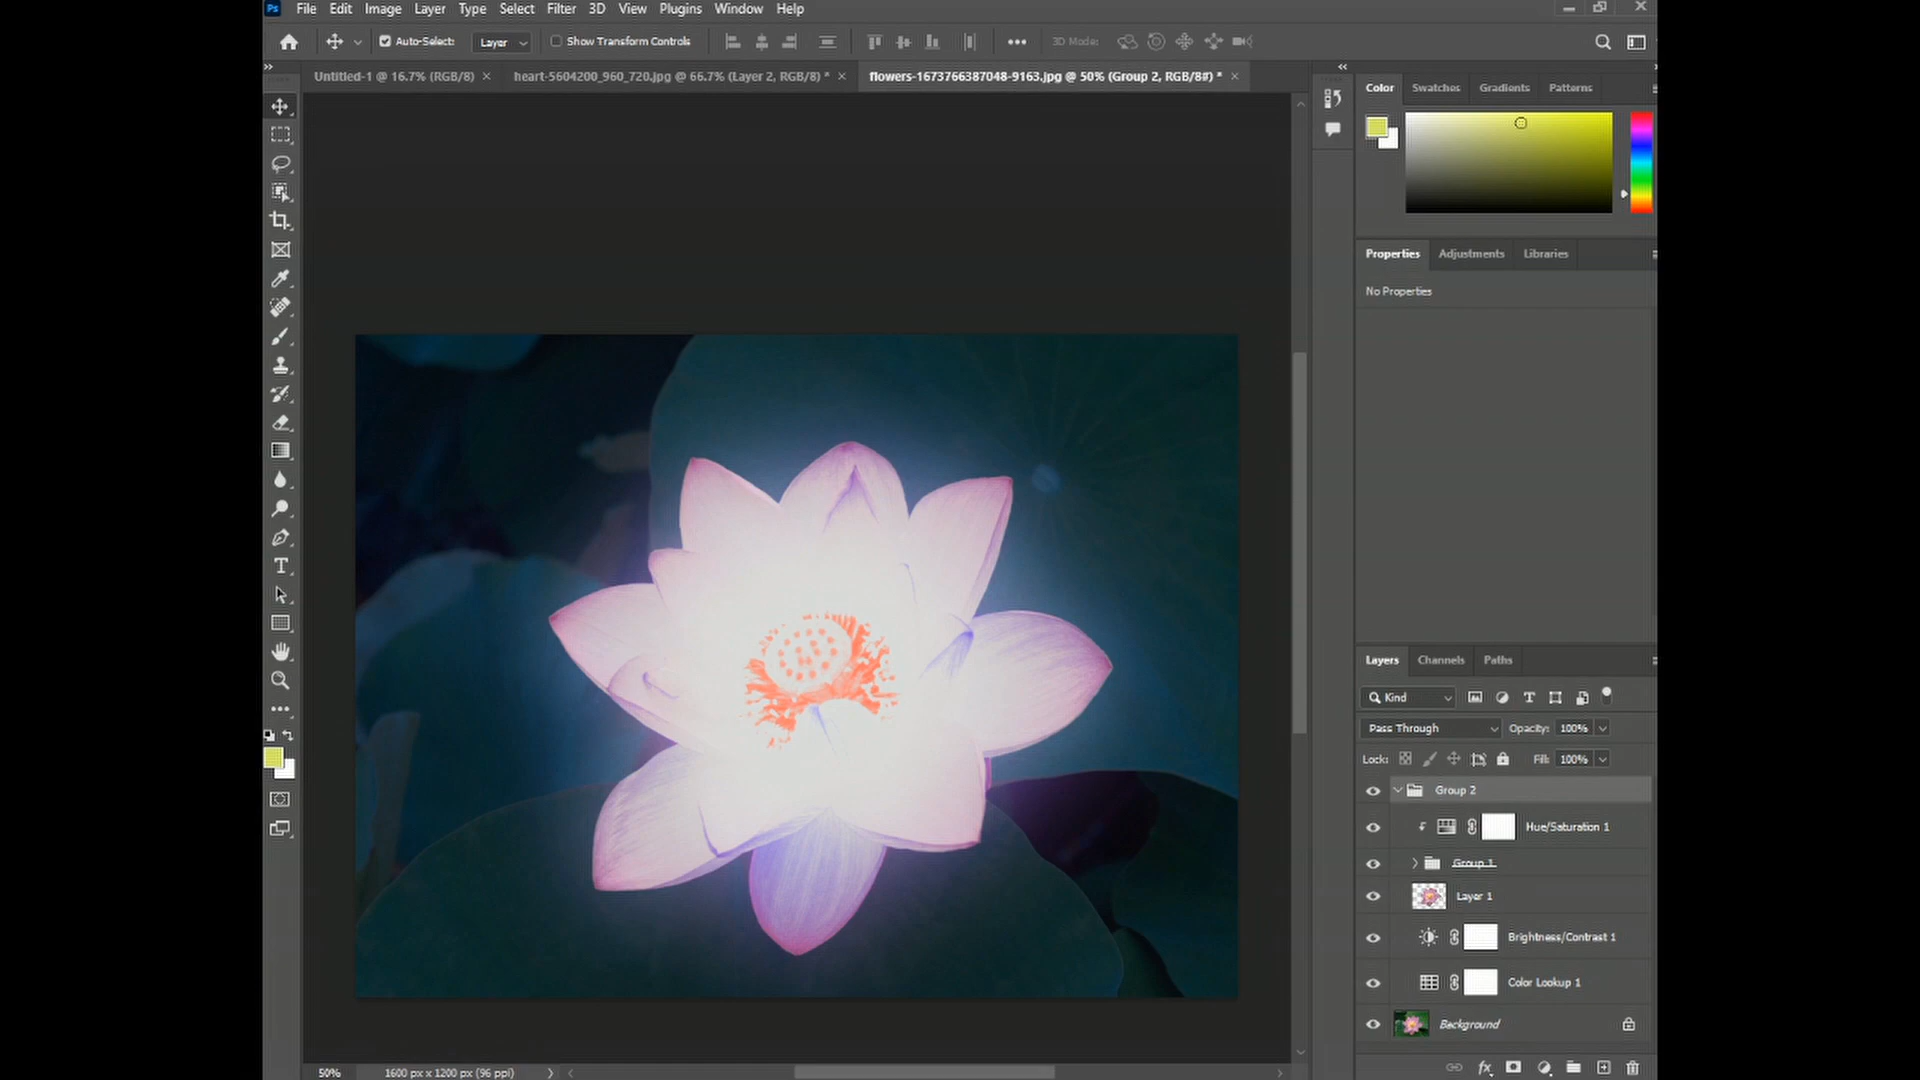 Ps File Edit Image Layer Type Select Filter 3D View Plugins Window Help
Auto-Select: Layer Show Transform Controls 3D Mode:
Untitled-1 @ 16.7% (RGB/8) heart-5604200_960_720.jpg @ 66.7% (Layer 2, RGB/8) * flowers-1673766387048-9163.jpg @ 50% (Group 2, RGB/8#) *
Color Swatches Gradients Patterns
Properties Adjustments Libraries
No Properties
Layers Channels Paths
Kind
Pass Through Opacity: 100%
Lock: Fill: 100%
Group 2
Hue/Saturation 1
Group 1
Layer 1
Brightness/Contrast 1
Color Lookup 1
Background
50% 1600 px x 1200 px (96 ppi)